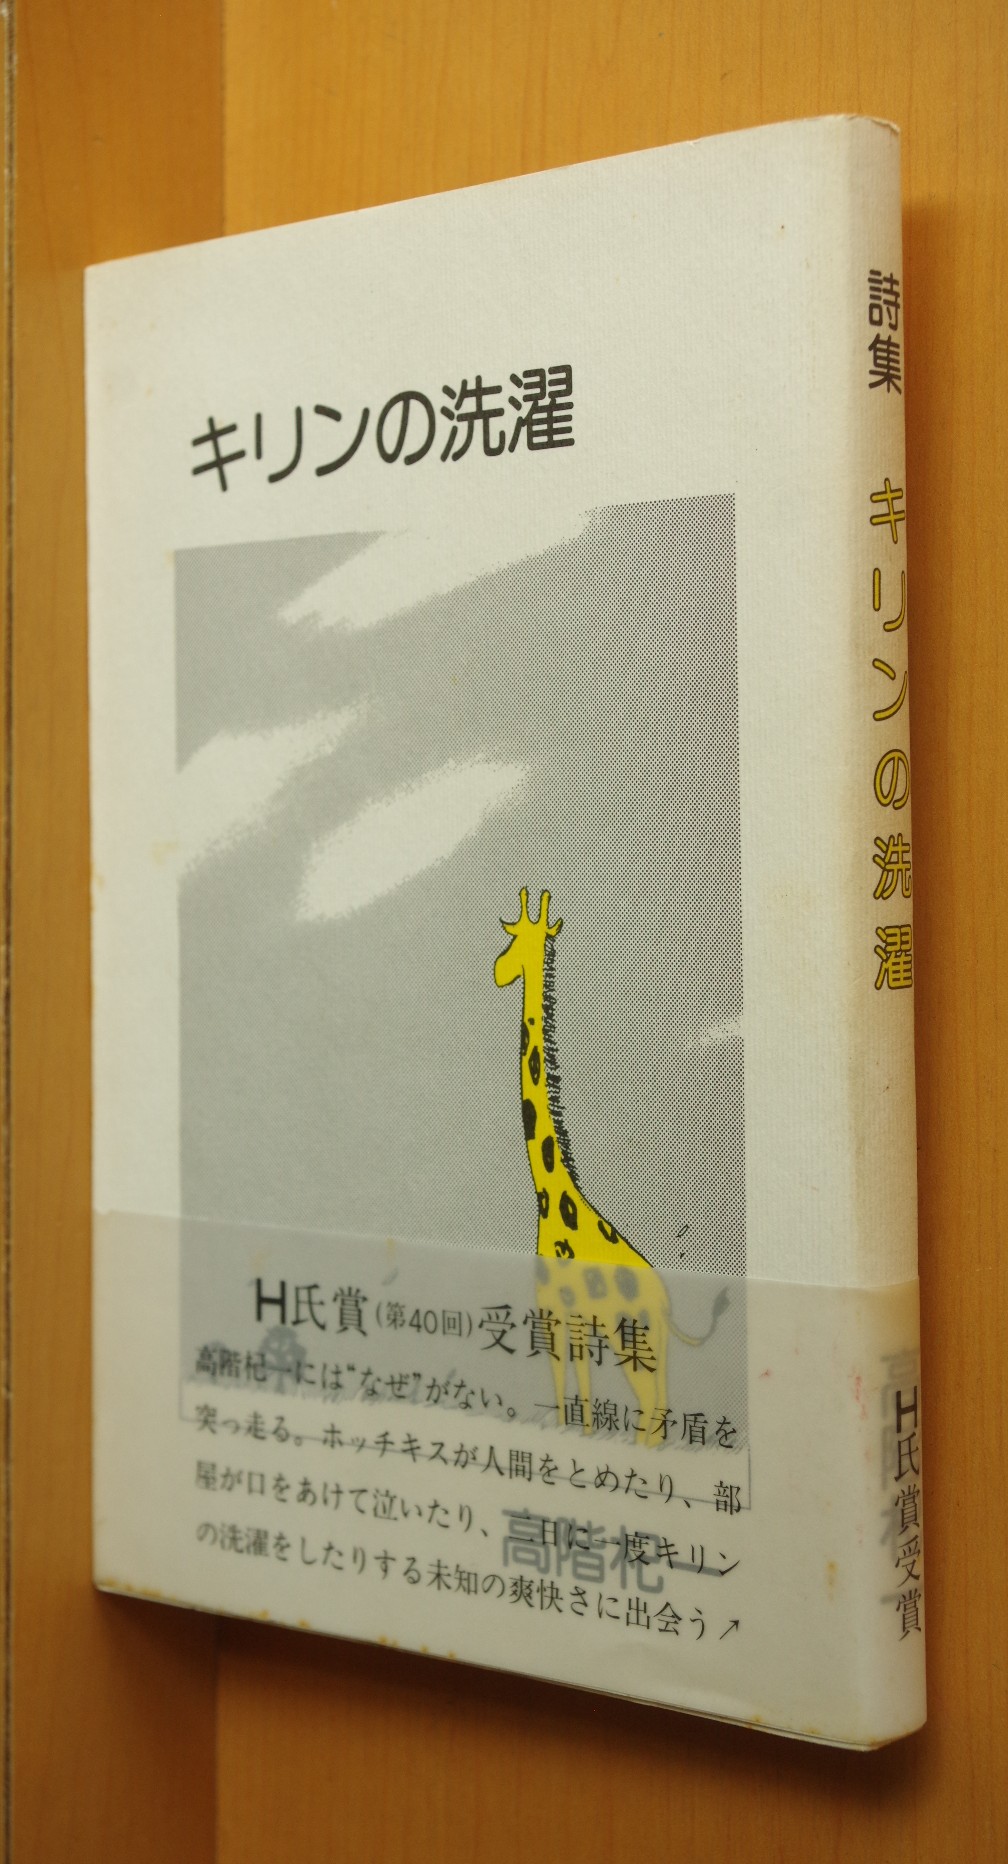 キリンの洗濯
H氏賞(第40回)受賞詩集
高階杞一には“なぜ”がない。一直線に矛盾を
突っ走る。ホッチキスが人間をとめたり、部
屋が口をあけて泣いたり、二日に一度キリン
の洗濯をしたりする未知の爽快さに出会う↗
高階杞一
詩集 キリンの洗濯
高階杞一
H氏賞受賞